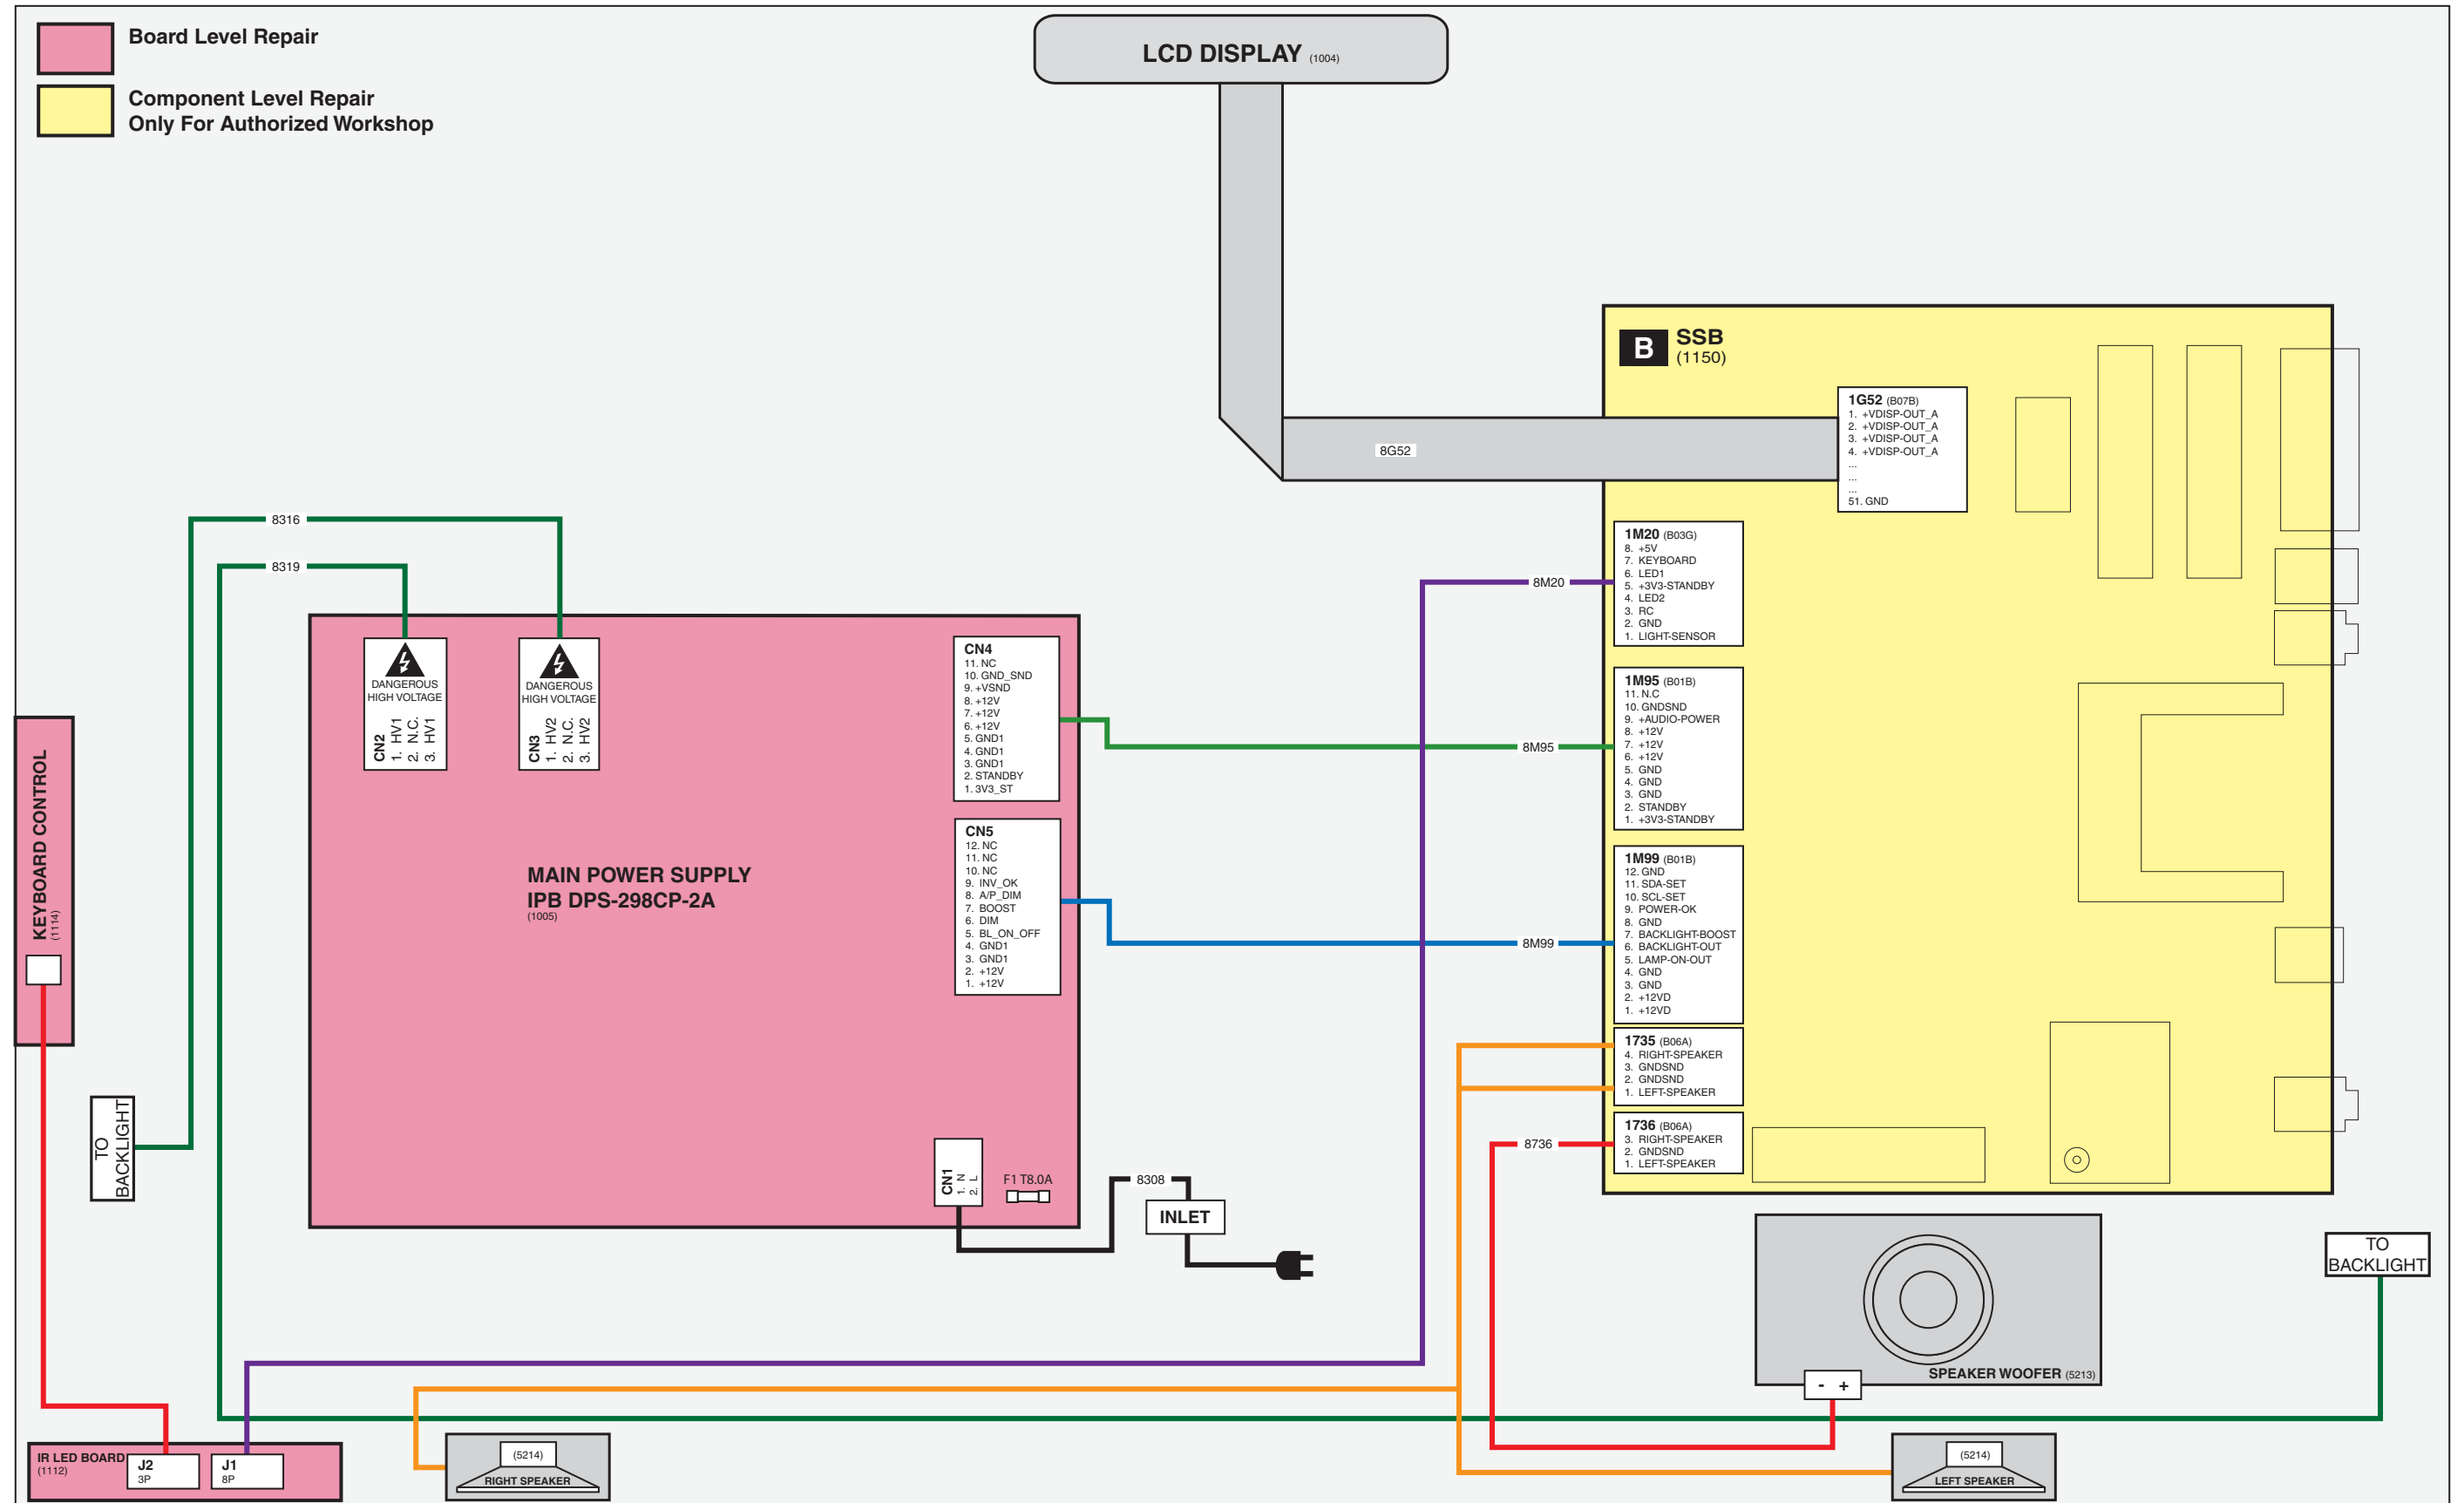 Board Level Repair
Component Level Repair
Only For Authorized Workshop
LCD DISPLAY (1004)
B SSB
(1150)
1G52 (B07B)
1. +VDISP-OUT_A
2. +VDISP-OUT_A
3. +VDISP-OUT_A
4. +VDISP-OUT_A
...
...
...
51. GND
8G52
1M20 (B03G)
8. +5V
7. KEYBOARD
6. LED1
5. +3V3-STANDBY
4. LED2
3. RC
2. GND
1. LIGHT-SENSOR
8M20
8316
8319
DANGEROUS
HIGH VOLTAGE
CN2
1. HV1
2. N.C.
3. HV1
DANGEROUS
HIGH VOLTAGE
CN3
1. HV2
2. N.C.
3. HV2
CN4
11. NC
10. GND_SND
9. +VSND
8. +12V
7. +12V
6. +12V
5. GND1
4. GND1
3. GND1
2. STANDBY
1. 3V3_ST
8M95
1M95 (B01B)
11. N.C
10. GNDSND
9. +AUDIO-POWER
8. +12V
7. +12V
6. +12V
5. GND
4. GND
3. GND
2. STANDBY
1. +3V3-STANDBY
KEYBOARD CONTROL
(1114)
MAIN POWER SUPPLY
IPB DPS-298CP-2A
(1005)
CN5
12. NC
11. NC
10. NC
9. INV_OK
8. A/P_DIM
7. BOOST
6. DIM
5. BL_ON_OFF
4. GND1
3. GND1
2. +12V
1. +12V
8M99
1M99 (B01B)
12. GND
11. SDA-SET
10. SCL-SET
9. POWER-OK
8. GND
7. BACKLIGHT-BOOST
6. BACKLIGHT-OUT
5. LAMP-ON-OUT
4. GND
3. GND
2. +12VD
1. +12VD
1735 (B06A)
4. RIGHT-SPEAKER
3. GNDSND
2. GNDSND
1. LEFT-SPEAKER
8736
1736 (B06A)
3. RIGHT-SPEAKER
2. GNDSND
1. LEFT-SPEAKER
TO
BACKLIGHT
CN1
1. N
2. L
F1 T8.0A
8308
INLET
TO
BACKLIGHT
SPEAKER WOOFER (5213)
- +
IR LED BOARD
(1112)
J2
3P
J1
8P
(5214)
RIGHT SPEAKER
(5214)
LEFT SPEAKER